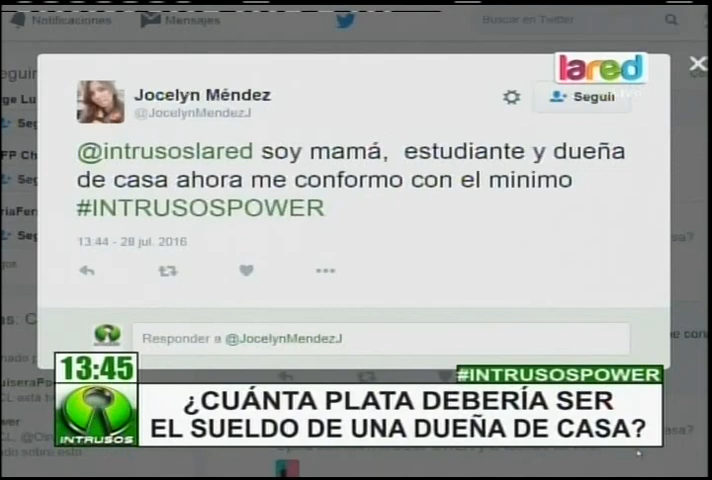 Notificaciones
Mensajes
Buscar en Twitter
lared
Jocelyn Méndez
@JocelynMendezJ
Seguir
@intrusoslared soy mamá, estudiante y dueña
de casa ahora me conformo con el minimo
#INTRUSOSPOWER
13:44 - 28 jul. 2016
Responder a @JocelynMendezJ
13:45
#INTRUSOSPOWER
INTRUSOS
¿CUÁNTA PLATA DEBERÍA SER
EL SUELDO DE UNA DUEÑA DE CASA?